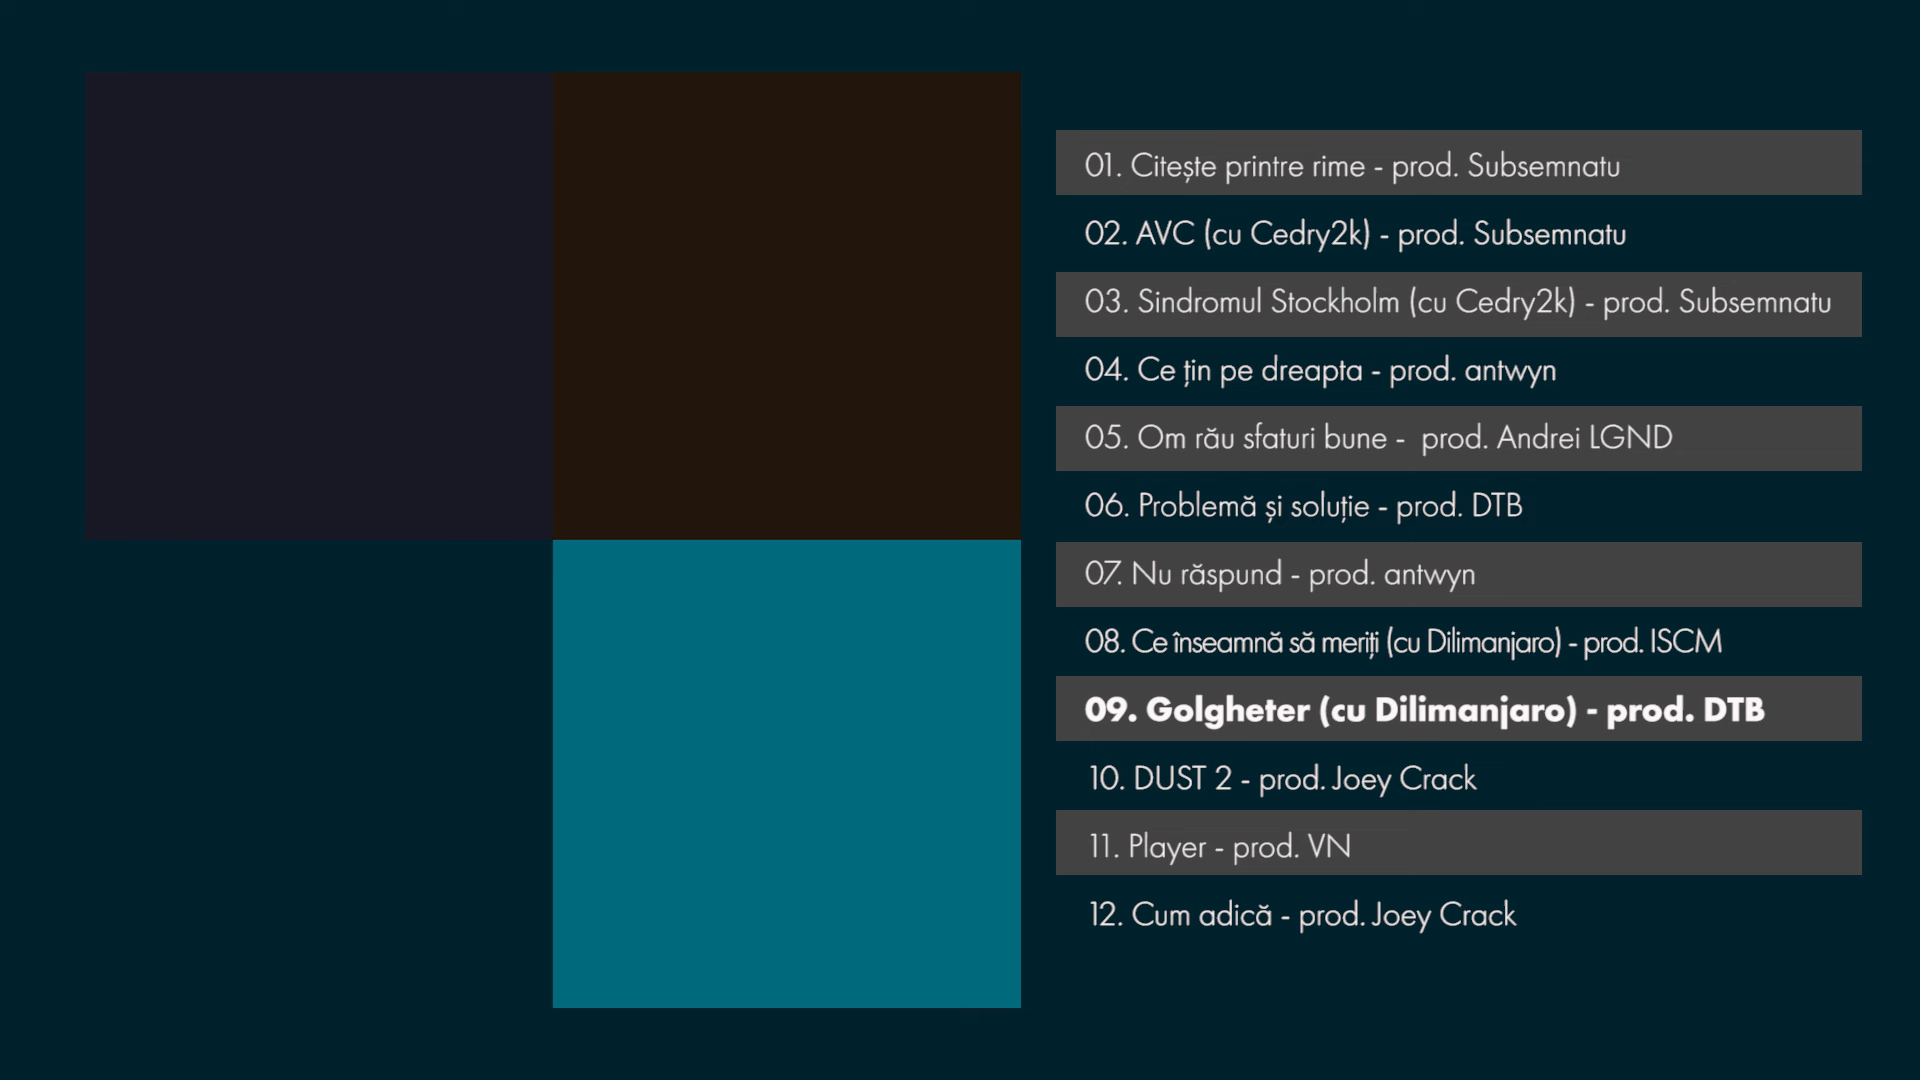 01. Citește printre rime - prod. Subsemnatu
02. AVC (cu Cedry2k) - prod. Subsemnatu
03. Sindromul Stockholm (cu Cedry2k) - prod. Subsemnatu
04. Ce țin pe dreapta - prod. antwyn
05. Om rău sfaturi bune -  prod. Andrei LGND
06. Problemă și soluție - prod. DTB
07. Nu răspund - prod. antwyn
08. Ce înseamnă să meriți (cu Dilimanjaro) - prod. ISCM
09. Golgheter (cu Dilimanjaro) - prod. DTB
10. DUST 2 - prod. Joey Crack
11. Player - prod. VN
12. Cum adică - prod. Joey Crack